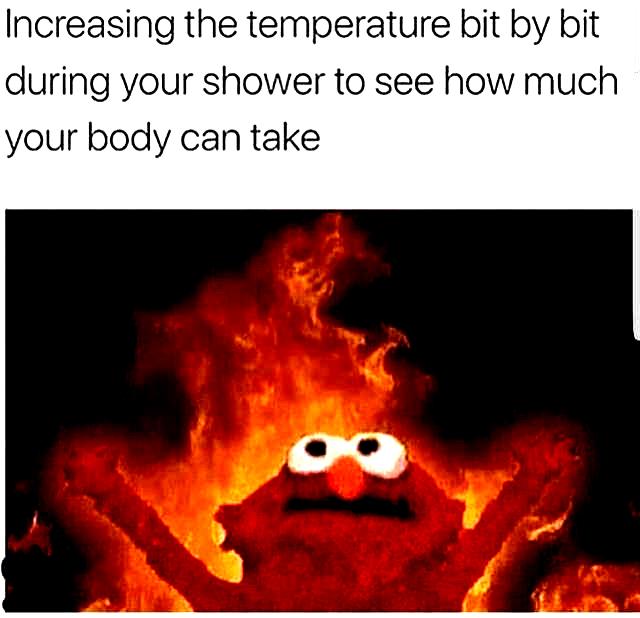 Increasing the temperature bit by bit
during your shower to see how much
your body can take